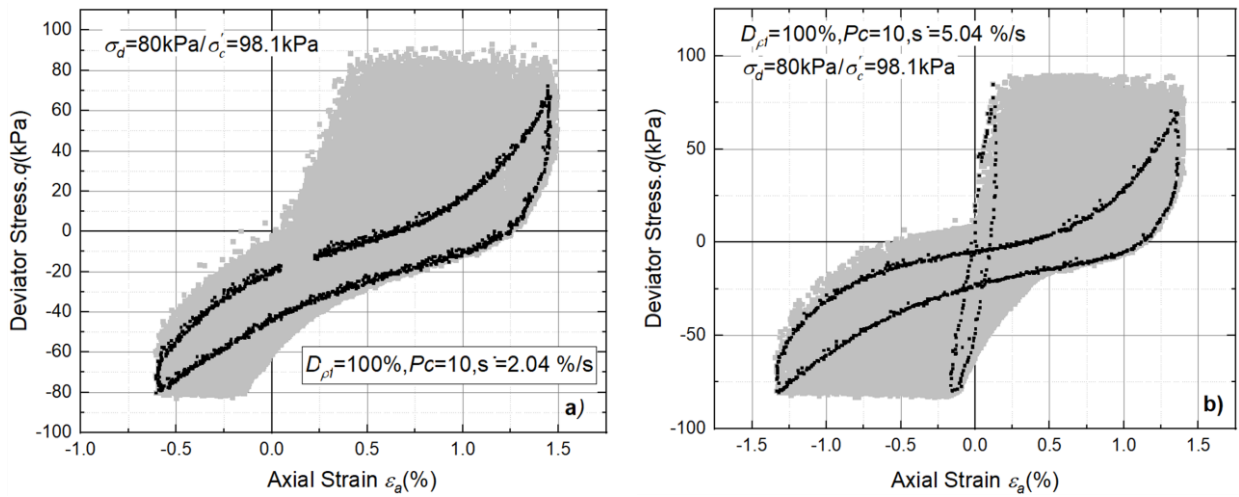 100
80
60
40
20
0
-20
-40
-60
-80
-100
Deviator Stress.q(kPa)
σd=80kPa/σ'c=98.1kPa
Dρ1=100%,Pc=10,s˙=2.04 %/s
a)
-1.0 -0.5 0.0 0.5 1.0 1.5
Axial Strain εa(%)
100
50
0
-50
-100
Deviator Stress.q(kPa)
Dρ1=100%,Pc=10,s˙=5.04 %/s
σd=80kPa/σ'c=98.1kPa
b)
-1.5 -1.0 -0.5 0.0 0.5 1.0 1.5
Axial Strain εa(%)